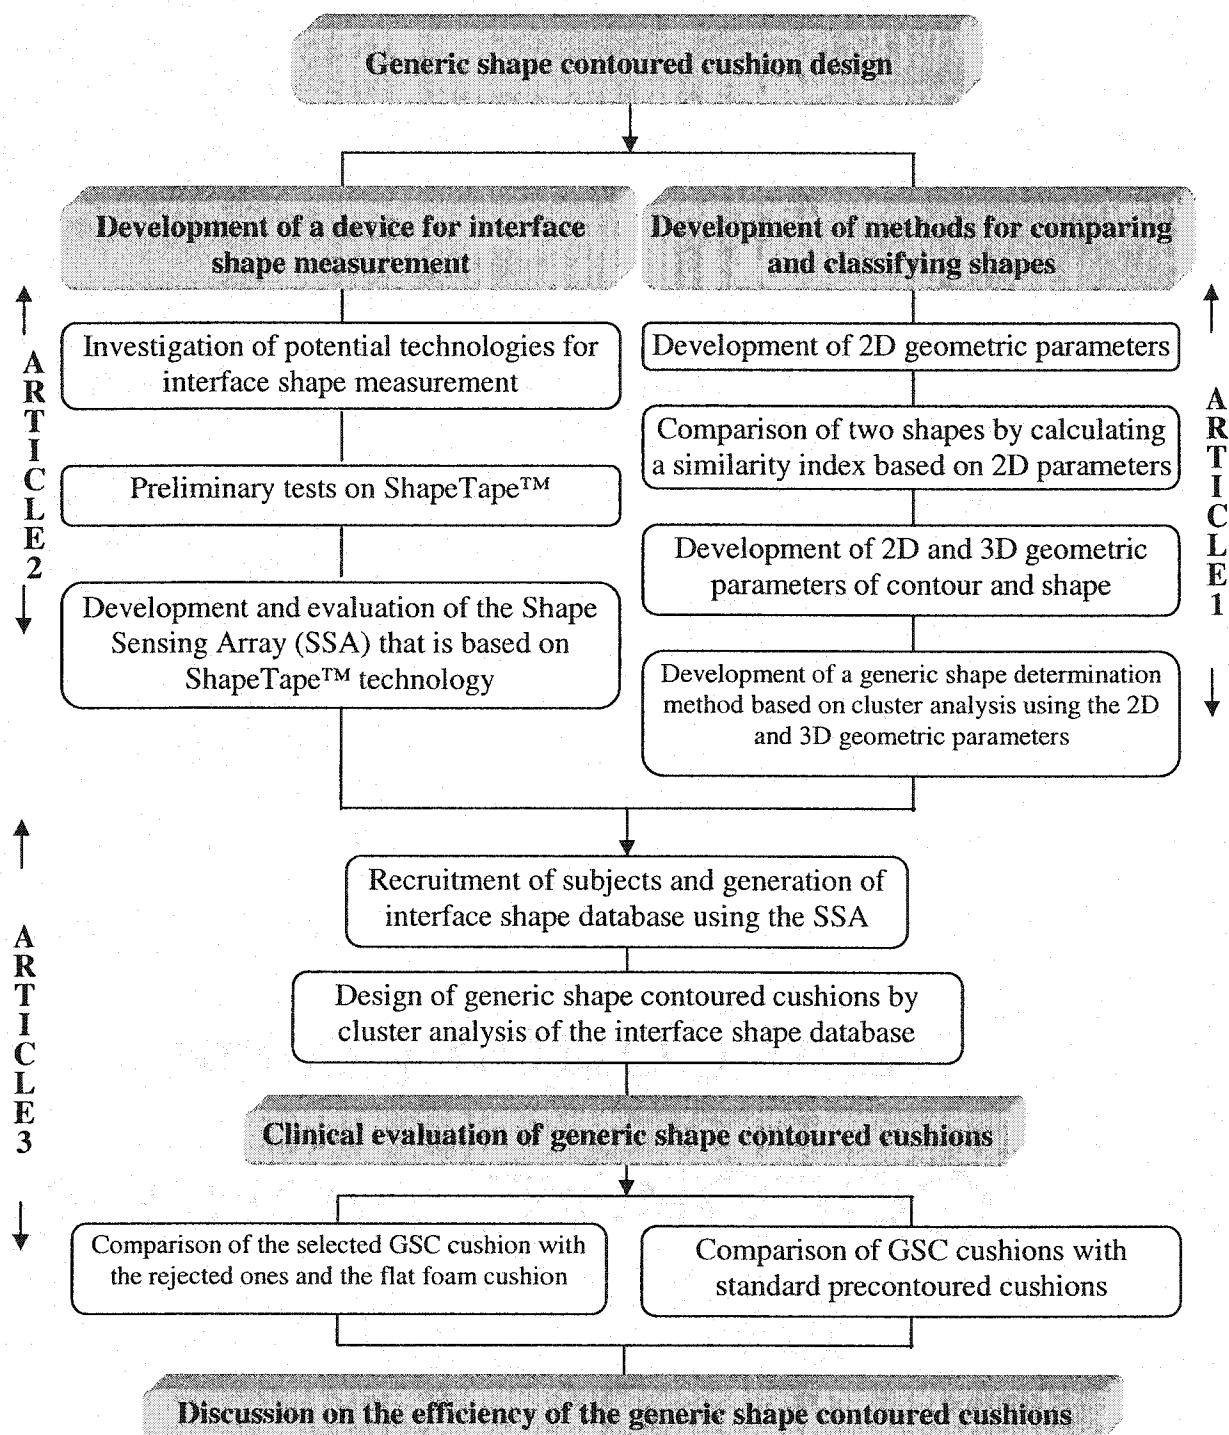 Generic shape contoured cushion design
Development of a device for interface
shape measurement
Development of methods for comparing
and classifying shapes
ARTICLE 2
Investigation of potential technologies for
interface shape measurement
Preliminary tests on ShapeTape™
Development and evaluation of the Shape
Sensing Array (SSA) that is based on
ShapeTape™ technology
Development of 2D geometric parameters
Comparison of two shapes by calculating
a similarity index based on 2D parameters
Development of 2D and 3D geometric
parameters of contour and shape
Development of a generic shape determination
method based on cluster analysis using the 2D
and 3D geometric parameters
ARTICLE 1
ARTICLE 3
Recruitment of subjects and generation of
interface shape database using the SSA
Design of generic shape contoured cushions by
cluster analysis of the interface shape database
Clinical evaluation of generic shape contoured cushions
Comparison of the selected GSC cushion with
the rejected ones and the flat foam cushion
Comparison of GSC cushions with
standard precontoured cushions
Discussion on the efficiency of the generic shape contoured cushions